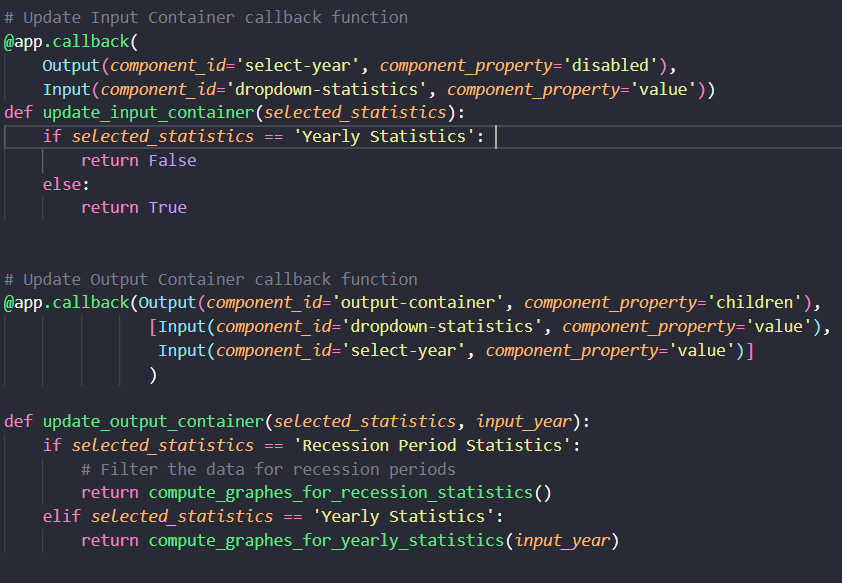 # Update Input Container callback function
@app.callback(
    Output(component_id='select-year', component_property='disabled'),
    Input(component_id='dropdown-statistics', component_property='value'))
def update_input_container(selected_statistics):
    if selected_statistics == 'Yearly Statistics':
        return False
    else:
        return True
# Update Output Container callback function
@app.callback(Output(component_id='output-container', component_property='children'),
               [Input(component_id='dropdown-statistics', component_property='value'),
                Input(component_id='select-year', component_property='value')]
               )
def update_output_container(selected_statistics, input_year):
    if selected_statistics == 'Recession Period Statistics':
        # Filter the data for recession periods
        return compute_graphes_for_recession_statistics()
    elif selected_statistics == 'Yearly Statistics':
        return compute_graphes_for_yearly_statistics(input_year)